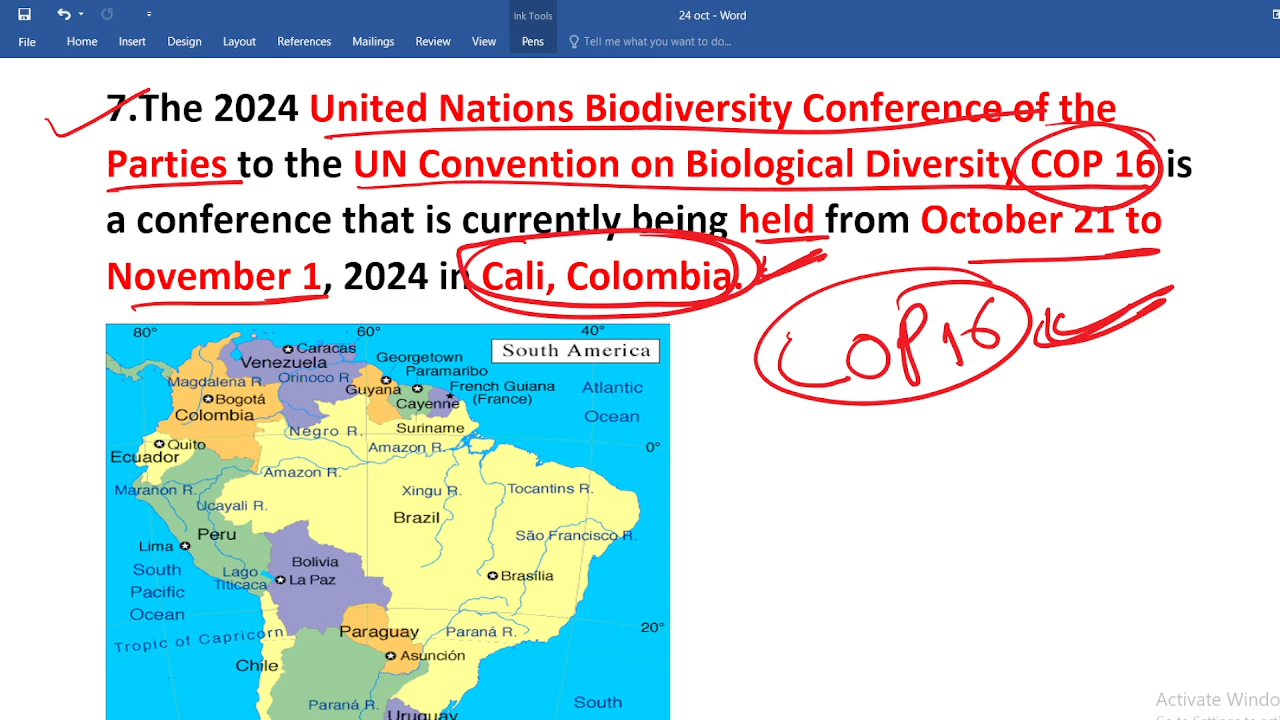 24 oct - Word
Ink Tools
File Home Insert Design Layout References Mailings Review View Pens Tell me what you want to do...
7.The 2024 United Nations Biodiversity Conference of the
Parties to the UN Convention on Biological Diversity COP 16 is
a conference that is currently being held from October 21 to
November 1, 2024 in Cali, Colombia.
COP16
80° 60° 40°
South America
Caracas
Venezuela
Georgetown
Paramaribo
Magdalena R.
Orinoco R.
Guyana
French Guiana
(France)
Atlantic
Ocean
Bogotá
Cayenne
Colombia
Suriname
Negro R.
Quito
Amazon R.
0°
Ecuador
Amazon R.
Marañon R.
Xingu R.
Tocantins R.
Ucayali R.
Brazil
Peru
São Francisco R.
Lima
Bolivia
South
Pacific
Ocean
Lago
Titicaca
La Paz
Brasília
Tropic of Capricorn
Paraguay
Paraná R.
20°
Chile
Asunción
Paraná R.
South
Uruguay
Activate Windo